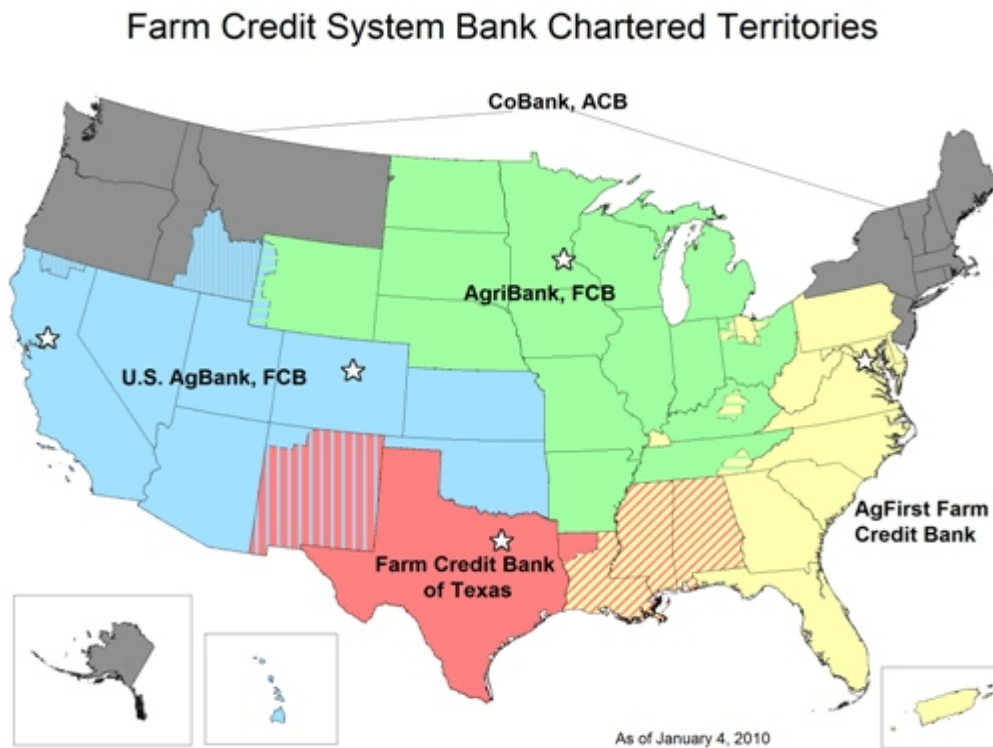 Farm Credit System Bank Chartered Territories
CoBank, ACB
AgriBank, FCB
U.S. AgBank, FCB
AgFirst Farm
Credit Bank
Farm Credit Bank
of Texas
As of January 4, 2010